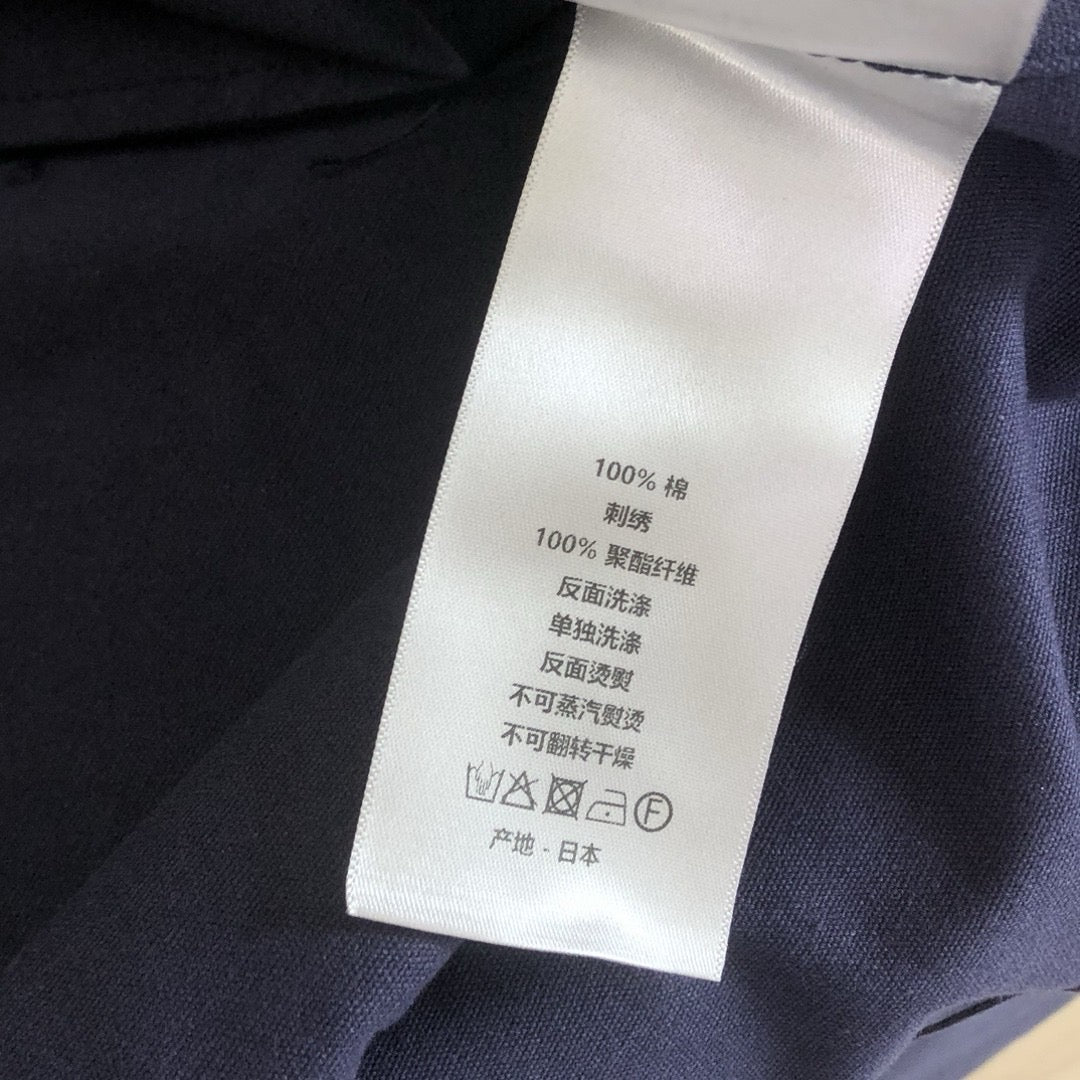 100% 棉
刺绣
100% 聚酯纤维
反面洗涤
单独洗涤
反面烫熨
不可蒸汽熨烫
不可翻转干燥
F
产地 - 日本